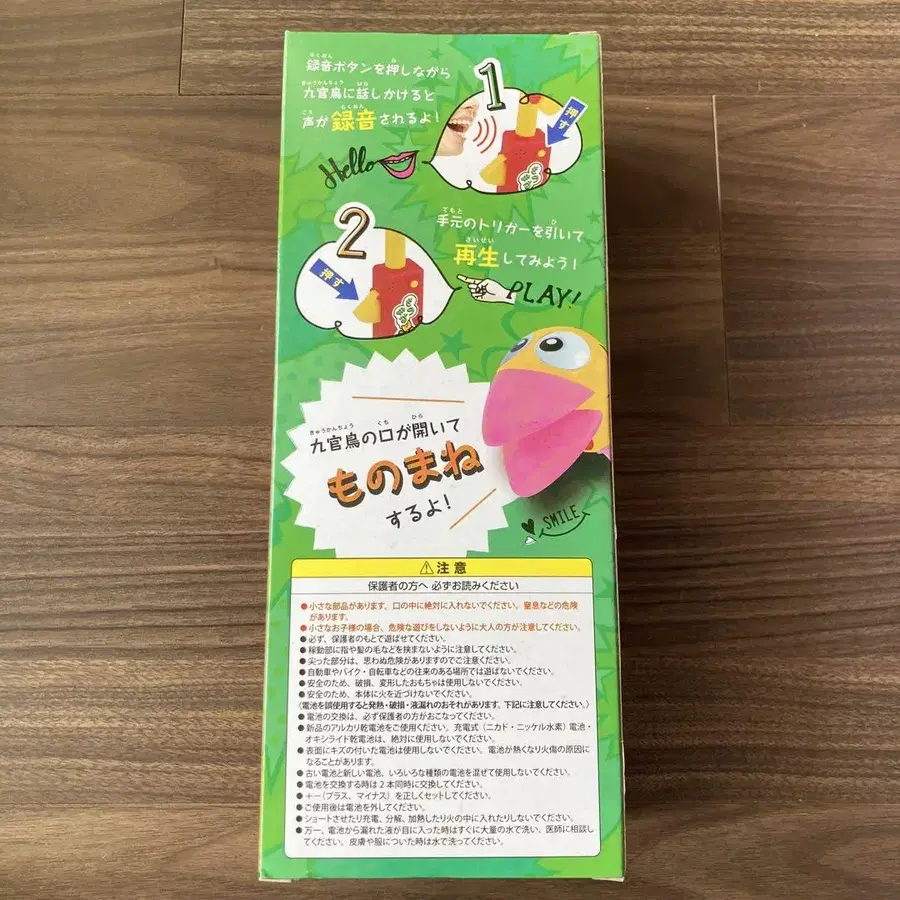 録音ボタンを押しながら
九官鳥に話しかけると
声が録音されるよ!
1
押す
Hello
2
手元のトリガーを引いて
再生してみよう!
押す
PLAY!
九官鳥の口が開いて
ものまね
するよ!
SMILE
⚠注意
保護者の方へ 必ずお読みください
●小さな部品があります。口の中に絶対に入れないでください。窒息などの危険
があります。
●小さなお子様の場合、危険な遊びをしないように大人の方が注意してください。
●必ず、保護者のもとで遊ばせてください。
●稼動部に指や髪の毛などを挟まないように注意してください。
●尖った部分は、思わぬ危険がありますのでご注意ください。
●自動車やバイク・自転車などの往来のある場所では遊ばないでください。
●安全のため、破損、変形したおもちゃは使用しないでください。
●安全のため、本体に火を近づけないでください。
〈電池を誤使用すると発熱・破損・液漏れのおそれがあります。下記に注意してください。〉
●電池の交換は、必ず保護者の方がおこなってください。
●新品のアルカリ乾電池をご使用ください。充電式(ニカド・ニッケル水素)電池・
オキシライド乾電池は、絶対に使用しないでください。
●表面にキズの付いた電池は使用しないでください。電池が熱くなり火傷の原因に
なることがあります。
●古い電池と新しい電池、いろいろな種類の電池を混ぜて使用しないでください。
●電池を交換する時は2本同時に交換してください。
●+-(プラス、マイナス)を正しくセットしてください。
●ご使用後は電池を外してください。
●ショートさせたり充電、分解、加熱したり火の中に入れたりしないでください。
●万一、電池から漏れた液が目に入った時はすぐに大量の水で洗い、医師に相談し
てください。皮膚や服についた時は水で洗ってください。